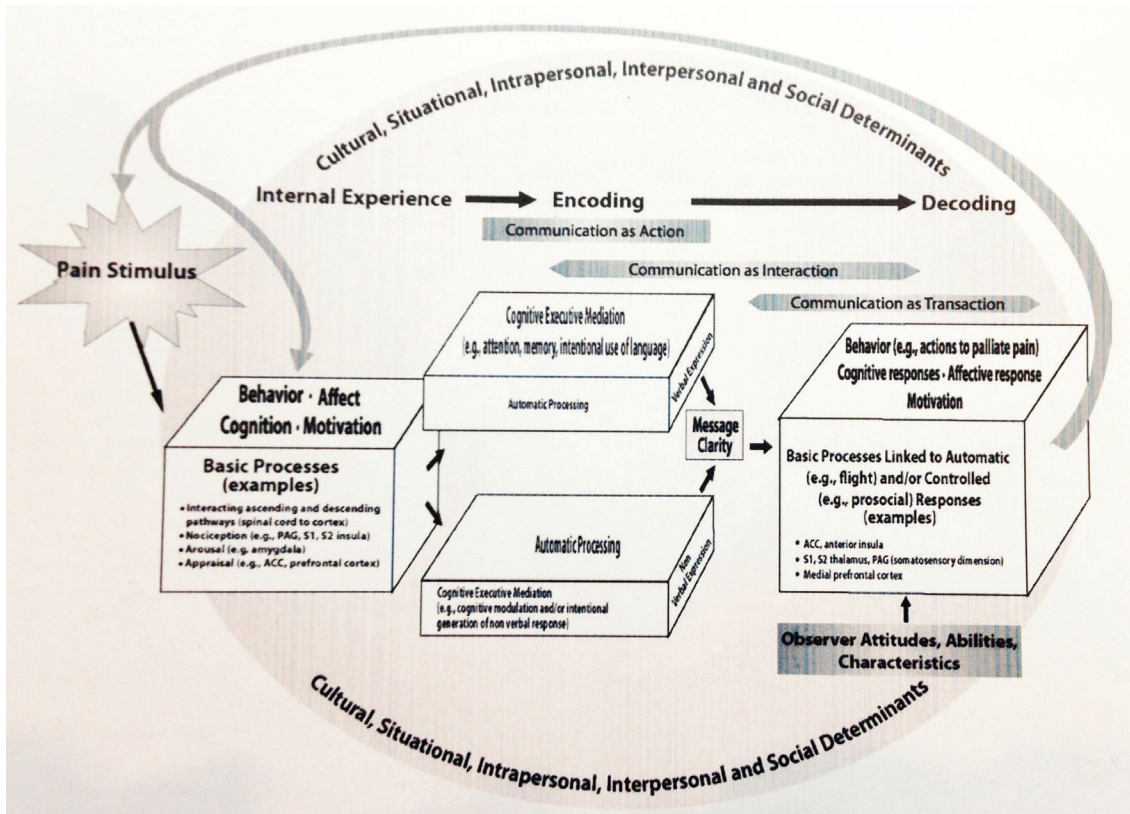 Cultural, Situational, Intrapersonal, Interpersonal and Social Determinants
Internal Experience
Encoding
Decoding
Communication as Action
Pain Stimulus
Communication as Interaction
Communication as Transaction
Cognitive Executive Mediation
(e.g., attention, memory, intentional use of language)
Automatic Processing
Verbal Expression
Behavior · Affect
Cognition · Motivation
Basic Processes
(examples)
• Interacting ascending and descending
pathways (spinal cord to cortex)
• Nociception (e.g., PAG, S1, S2 insula)
• Arousal (e.g. amygdala)
• Appraisal (e.g., ACC, prefrontal cortex)
Message
Clarity
Automatic Processing
Non
Verbal Expression
Cognitive Executive Mediation
(e.g., cognitive modulation and/or intentional
generation of non verbal response)
Behavior (e.g., actions to palliate pain)
Cognitive responses · Affective response
Motivation
Basic Processes Linked to Automatic
(e.g., flight) and/or Controlled
(e.g., prosocial) Responses
(examples)
• ACC, anterior insula
• S1, S2 thalamus, PAG (somatosensory dimension)
• Medial prefrontal cortex
Observer Attitudes, Abilities,
Characteristics
Cultural, Situational, Intrapersonal, Interpersonal and Social Determinants